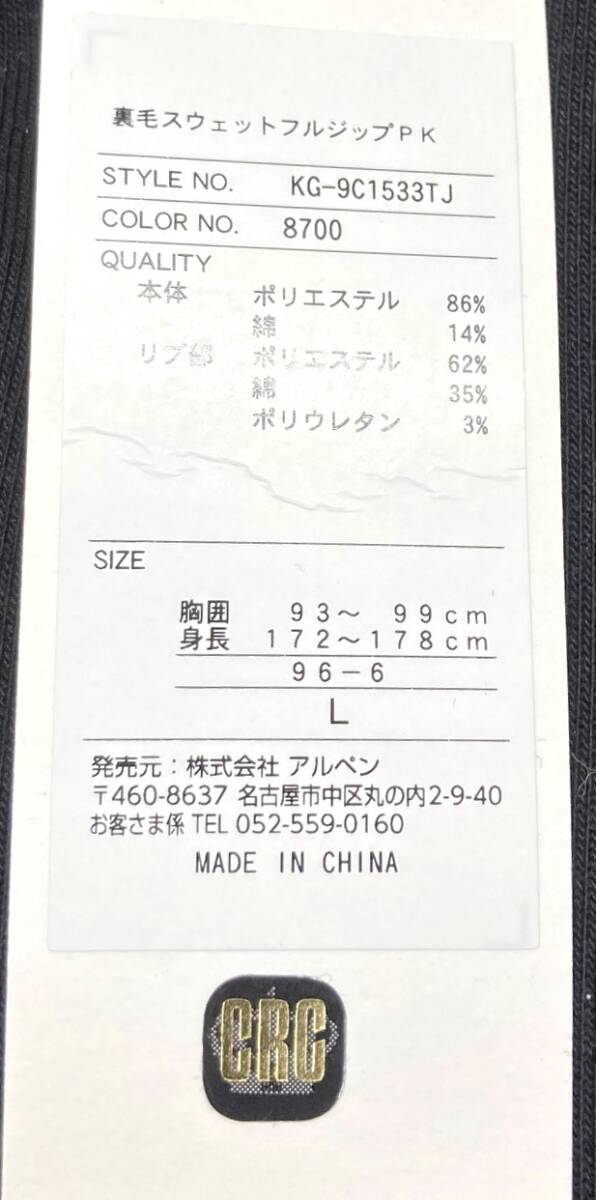 裏毛スウェットフルジップＰＫ
STYLE NO. KG-9C1533TJ
COLOR NO. 8700
QUALITY
本体 ポリエステル 86%
綿 14%
リブ部 ポリエステル 62%
綿 35%
ポリウレタン 3%
SIZE
胸囲 ９３～ ９９ｃｍ
身長 １７２～１７８ｃｍ
９６－６
L
発売元：株式会社 アルペン
〒460-8637 名古屋市中区丸の内2-9-40
お客さま係 TEL 052-559-0160
MADE IN CHINA
CRC